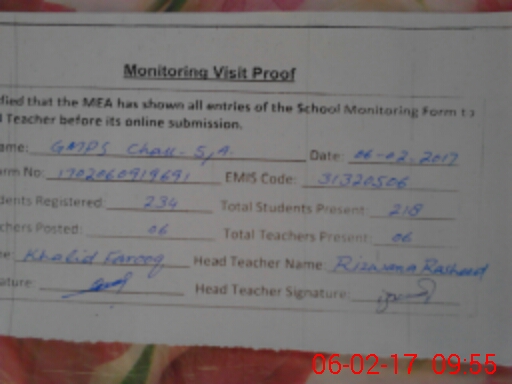 Monitoring Visit Proof
fied that the MEA has shown all entries of the School Monitoring Form to
d Teacher before its online submission.
ame: GMPS Chak - 5/A. Date: 06-02.2017
orm No: 1702060919691 EMIS Code: 31320506
dents Registered: 234 Total Students Present: 218
chers Posted: 06 Total Teachers Present: 06
e: Khalid Farooq Head Teacher Name: Rizwana Rasheed
ature: Head Teacher Signature:
06-02-17 09:55